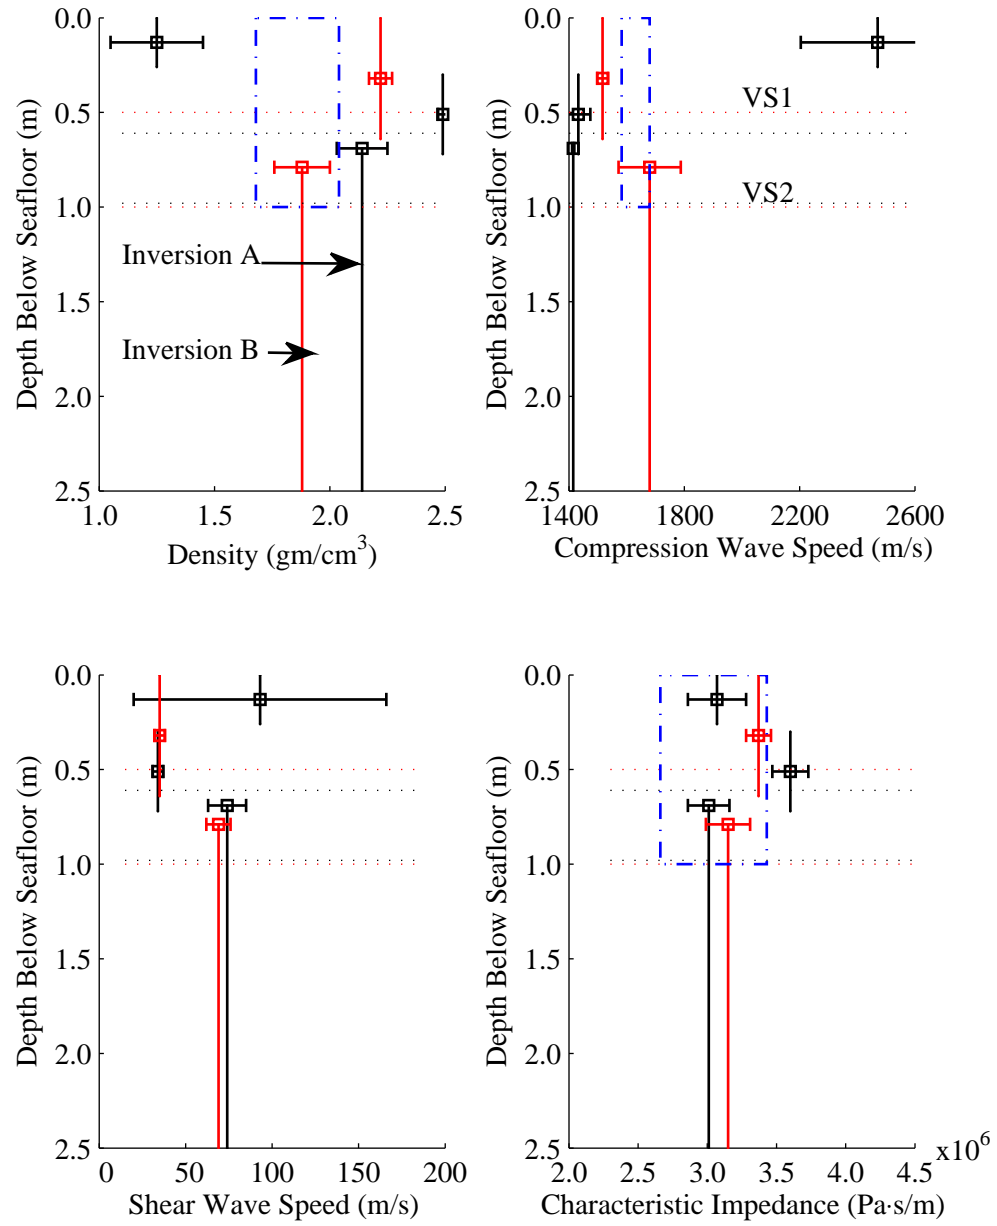 0.0
0.5
1.0
1.5
2.0
2.5
Depth Below Seafloor (m)
Inversion A
Inversion B
1.0 1.5 2.0 2.5
Density (gm/cm³)
0.0
0.5
1.0
1.5
2.0
2.5
Depth Below Seafloor (m)
VS1
VS2
1400 1800 2200 2600
Compression Wave Speed (m/s)
0.0
0.5
1.0
1.5
2.0
2.5
Depth Below Seafloor (m)
0 50 100 150 200
Shear Wave Speed (m/s)
0.0
0.5
1.0
1.5
2.0
2.5
Depth Below Seafloor (m)
2.0 2.5 3.0 3.5 4.0 4.5
x10⁶
Characteristic Impedance (Pa·s/m)